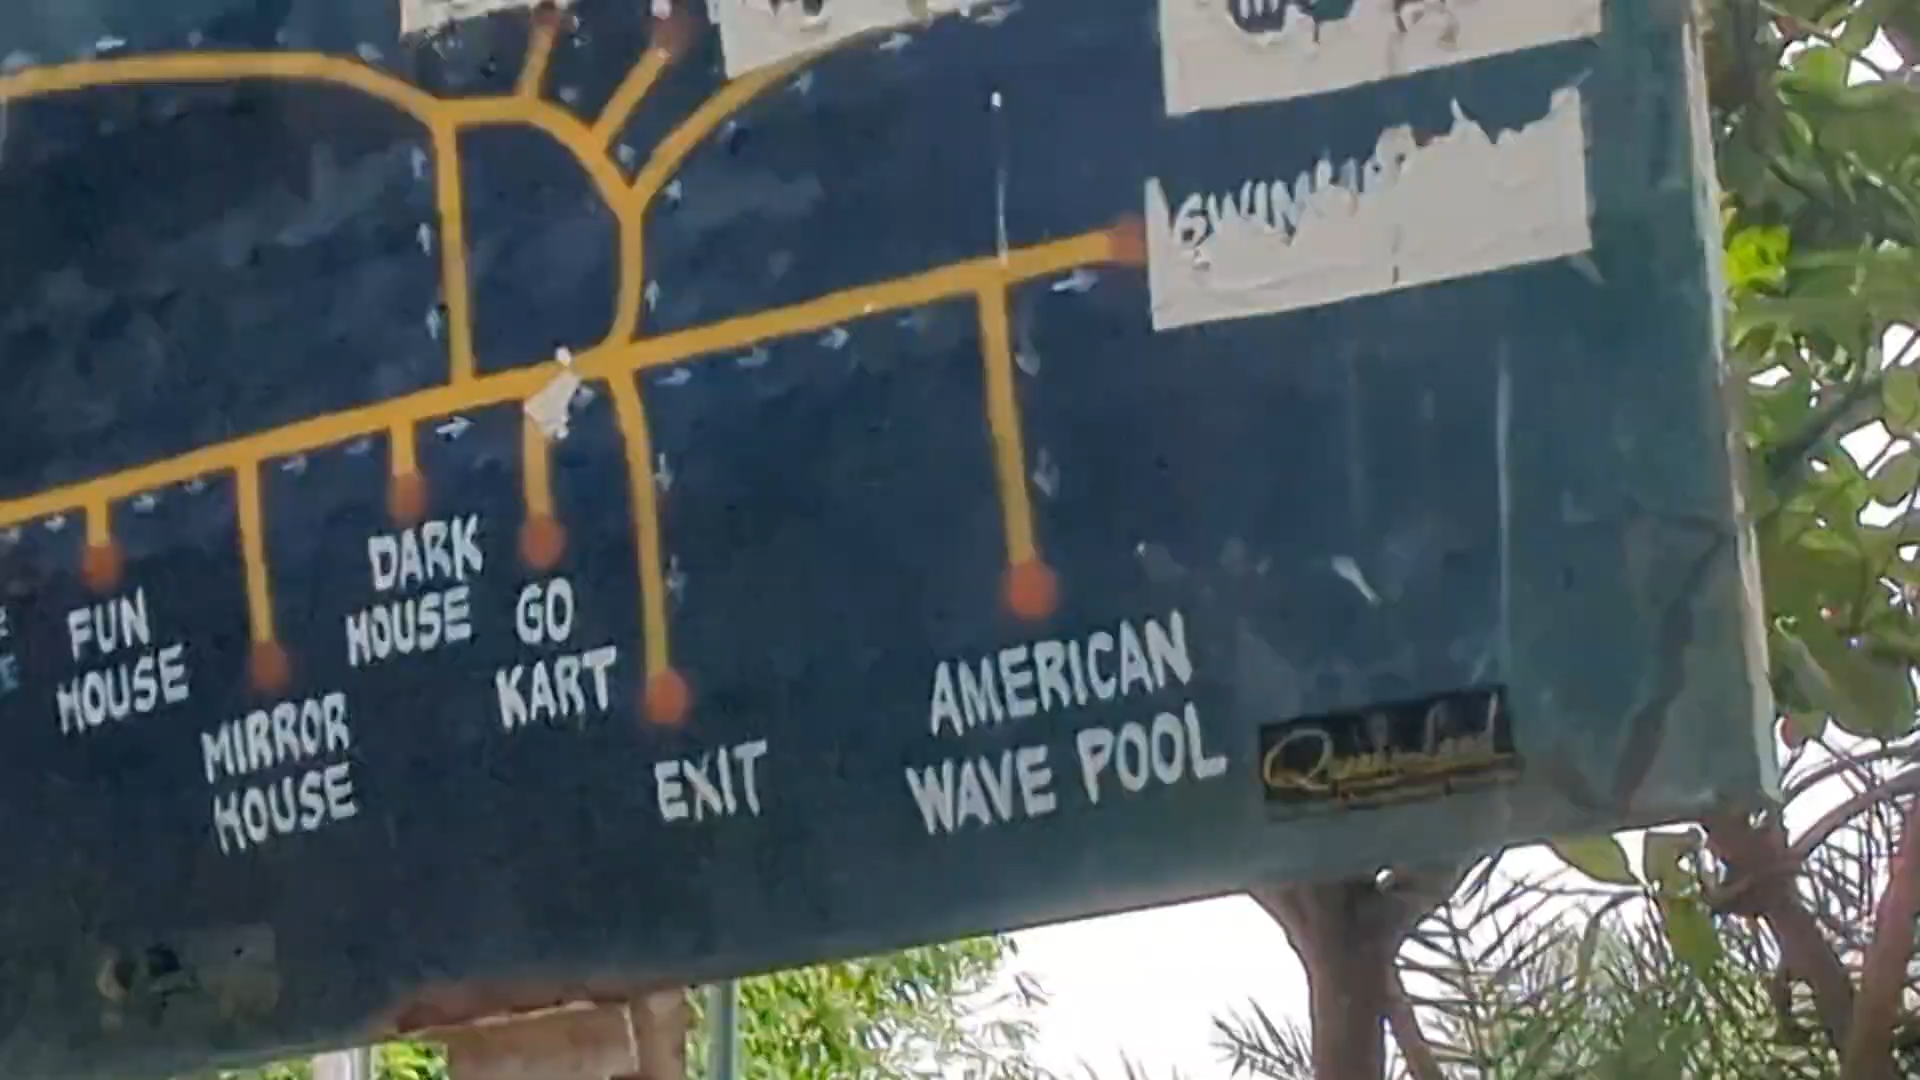 FUN
HOUSE
MIRROR
HOUSE
DARK
HOUSE
GO
KART
EXIT
AMERICAN
WAVE POOL